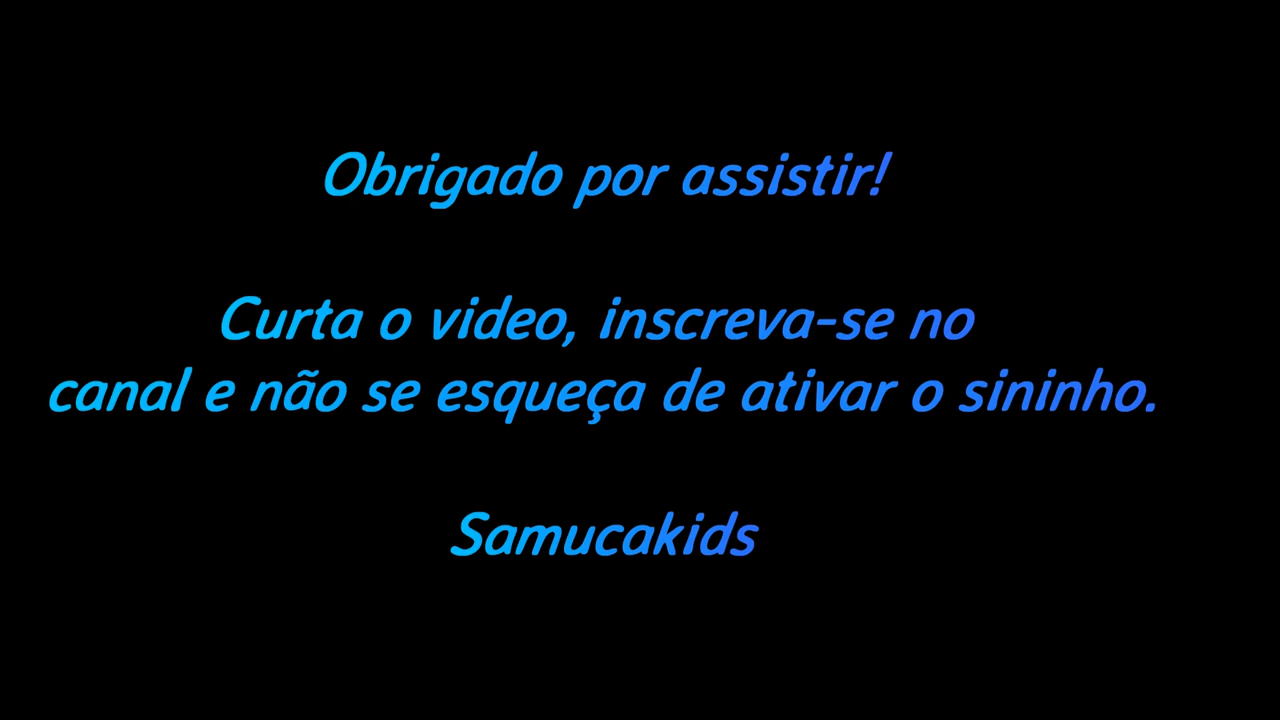 Obrigado por assistir!
Curta o video, inscreva-se no
canal e não se esqueça de ativar o sininho.
Samucakids